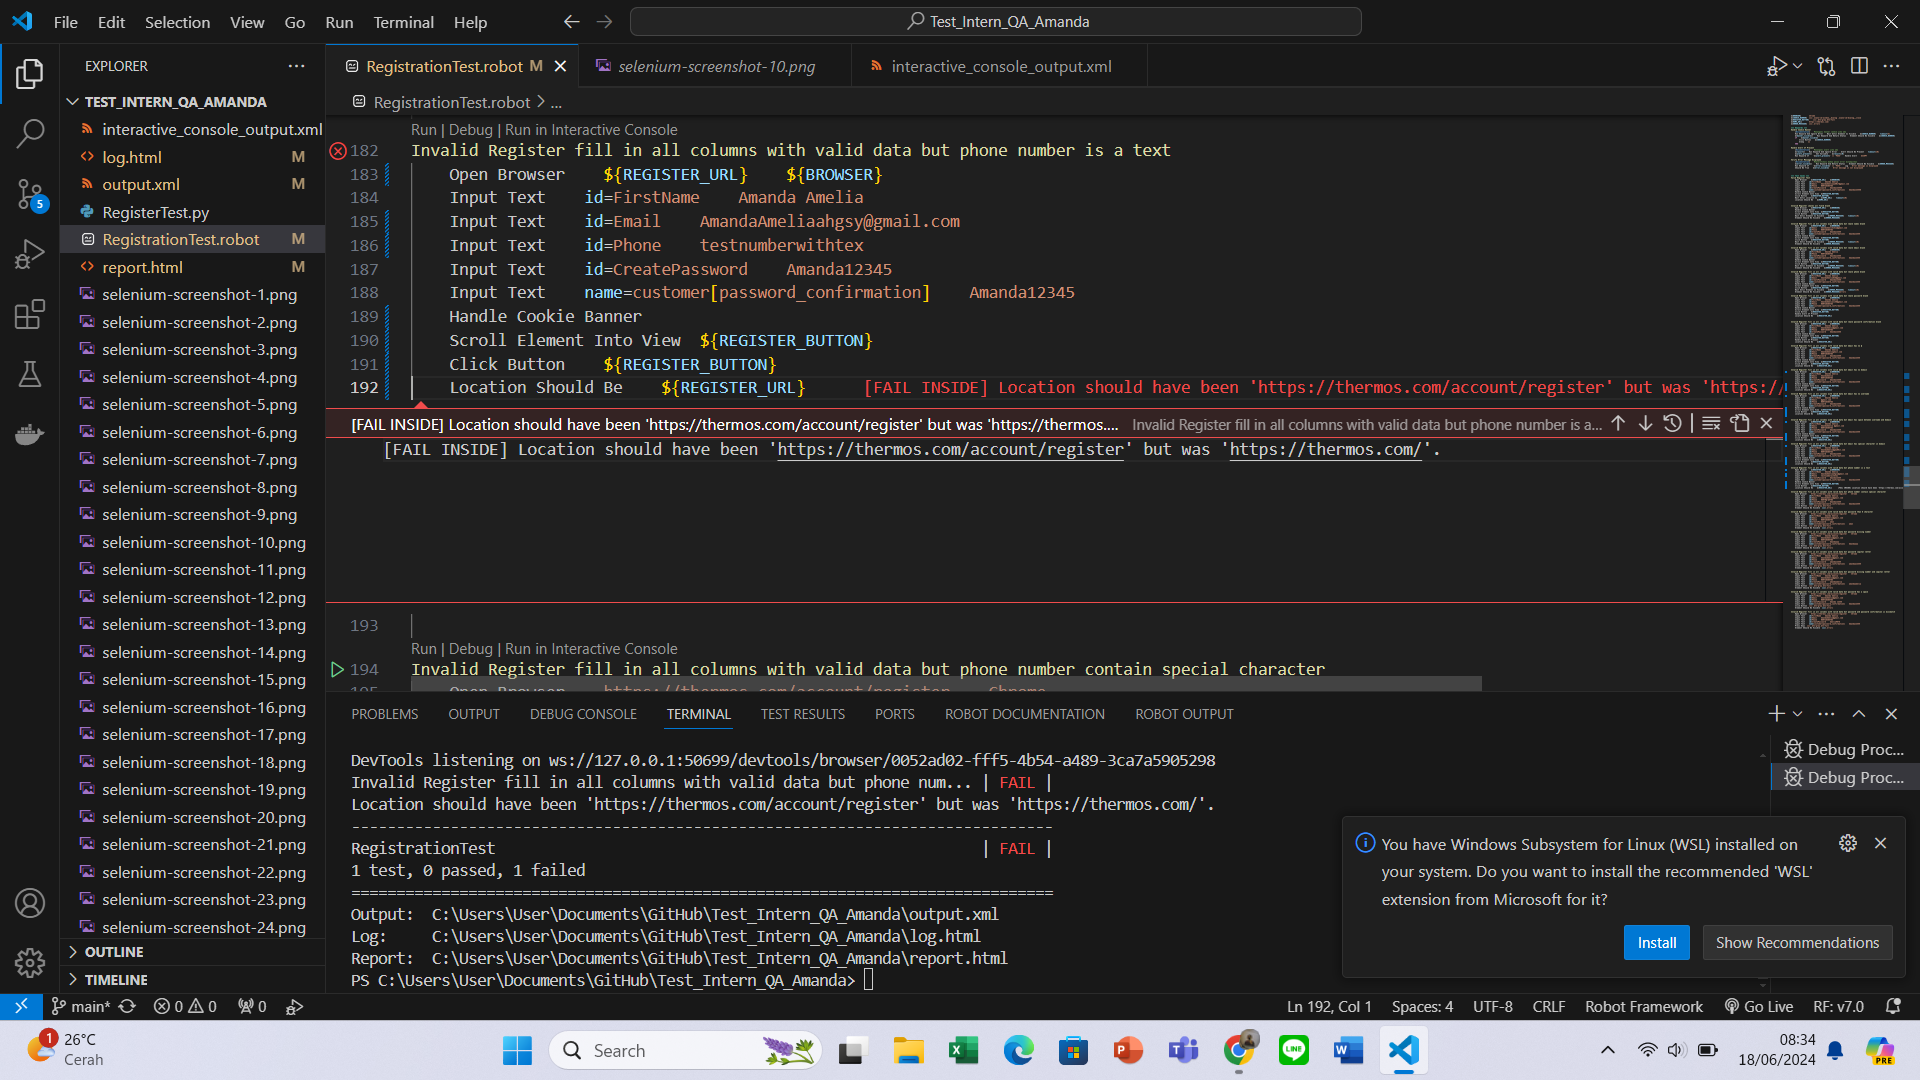 File Edit Selection View Go Run Terminal Help
Test_Intern_QA_Amanda
EXPLORER
TEST_INTERN_QA_AMANDA
interactive_console_output.xml
log.html M
output.xml M
RegisterTest.py
RegistrationTest.robot M
report.html M
selenium-screenshot-1.png
selenium-screenshot-2.png
selenium-screenshot-3.png
selenium-screenshot-4.png
selenium-screenshot-5.png
selenium-screenshot-6.png
selenium-screenshot-7.png
selenium-screenshot-8.png
selenium-screenshot-9.png
selenium-screenshot-10.png
selenium-screenshot-11.png
selenium-screenshot-12.png
selenium-screenshot-13.png
selenium-screenshot-14.png
selenium-screenshot-15.png
selenium-screenshot-16.png
selenium-screenshot-17.png
selenium-screenshot-18.png
selenium-screenshot-19.png
selenium-screenshot-20.png
selenium-screenshot-21.png
selenium-screenshot-22.png
selenium-screenshot-23.png
selenium-screenshot-24.png
OUTLINE
TIMELINE
5
RegistrationTest.robot M
selenium-screenshot-10.png
interactive_console_output.xml
RegistrationTest.robot > ...
Run | Debug | Run in Interactive Console
182 Invalid Register fill in all columns with valid data but phone number is a text
183 Open Browser ${REGISTER_URL} ${BROWSER}
184 Input Text id=FirstName Amanda Amelia
185 Input Text id=Email AmandaAmeliaahgsy@gmail.com
186 Input Text id=Phone testnumberwithtex
187 Input Text id=CreatePassword Amanda12345
188 Input Text name=customer[password_confirmation] Amanda12345
189 Handle Cookie Banner
190 Scroll Element Into View ${REGISTER_BUTTON}
191 Click Button ${REGISTER_BUTTON}
192 Location Should Be ${REGISTER_URL} [FAIL INSIDE] Location should have been 'https://thermos.com/account/register' but was 'https://
[FAIL INSIDE] Location should have been 'https://thermos.com/account/register' but was 'https://thermos.... Invalid Register fill in all columns with valid data but phone number is a...
[FAIL INSIDE] Location should have been 'https://thermos.com/account/register' but was 'https://thermos.com/'.
193
Run | Debug | Run in Interactive Console
194 Invalid Register fill in all columns with valid data but phone number contain special character
195 Open Browser https://thermos.com/account/register Chrome
PROBLEMS OUTPUT DEBUG CONSOLE TERMINAL TEST RESULTS PORTS ROBOT DOCUMENTATION ROBOT OUTPUT
DevTools listening on ws://127.0.0.1:50699/devtools/browser/0052ad02-fff5-4b54-a489-3ca7a5905298
Invalid Register fill in all columns with valid data but phone num... | FAIL |
Location should have been 'https://thermos.com/account/register' but was 'https://thermos.com/'.
------------------------------------------------------------------------------
RegistrationTest | FAIL |
1 test, 0 passed, 1 failed
==============================================================================
Output: C:\Users\User\Documents\GitHub\Test_Intern_QA_Amanda\output.xml
Log: C:\Users\User\Documents\GitHub\Test_Intern_QA_Amanda\log.html
Report: C:\Users\User\Documents\GitHub\Test_Intern_QA_Amanda\report.html
PS C:\Users\User\Documents\GitHub\Test_Intern_QA_Amanda>
Debug Proc...
Debug Proc...
You have Windows Subsystem for Linux (WSL) installed on
your system. Do you want to install the recommended 'WSL'
extension from Microsoft for it?
Install Show Recommendations
main* 0 0 0 Ln 192, Col 1 Spaces: 4 UTF-8 CRLF Robot Framework Go Live RF: v7.0
1
26°C
Cerah
Search
LINE
08:34
18/06/2024
PRE